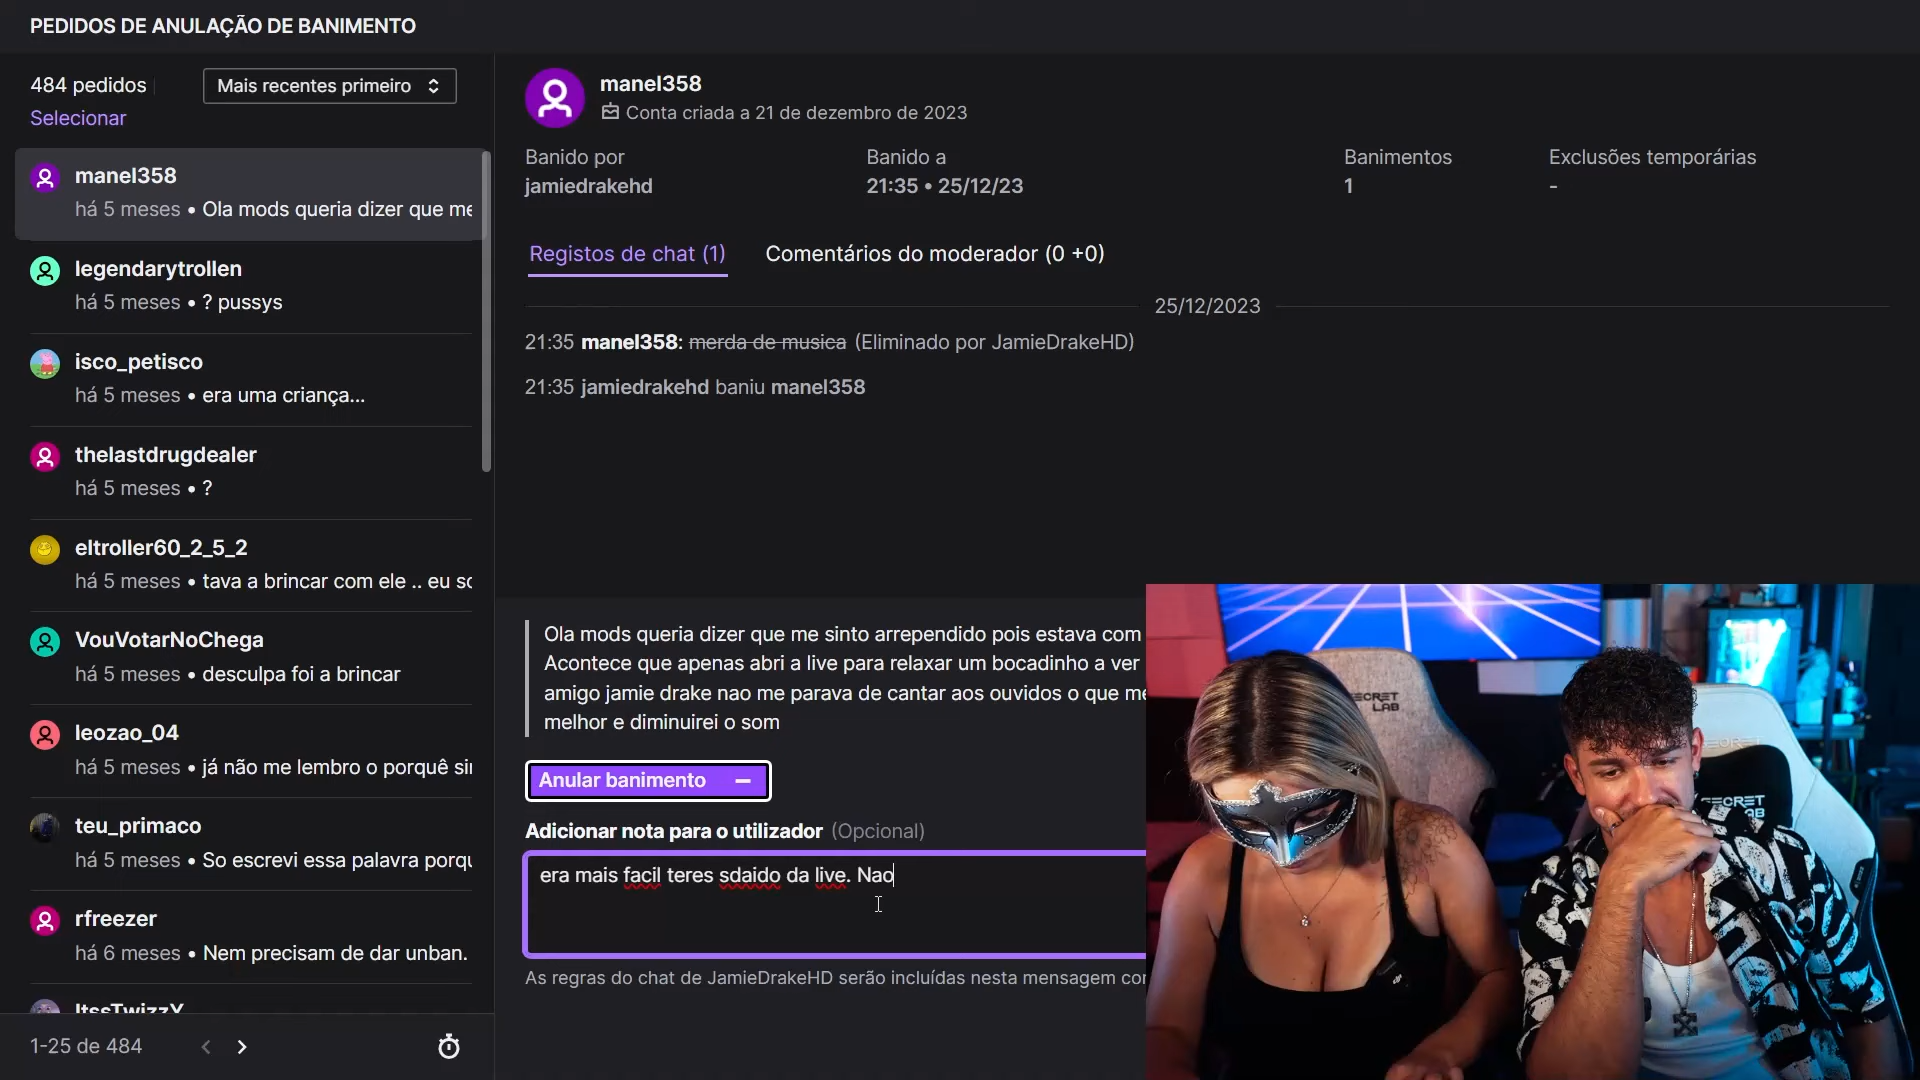 PEDIDOS DE ANULAÇÃO DE BANIMENTO
484 pedidos
Mais recentes primeiro
Selecionar
manel358
há 5 meses • Ola mods queria dizer que me
legendarytrollen
há 5 meses • ? pussys
isco_petisco
há 5 meses • era uma criança...
thelastdrugdealer
há 5 meses • ?
eltroller60_2_5_2
há 5 meses • tava a brincar com ele .. eu so
VouVotarNoChega
há 5 meses • desculpa foi a brincar
leozao_04
há 5 meses • já não me lembro o porquê sin
teu_primaco
há 5 meses • So escrevi essa palavra porqu
rfreezer
há 6 meses • Nem precisam de dar unban.
ItssTwizzY
1-25 de 484
manel358
Conta criada a 21 de dezembro de 2023
Banido por
jamiedrakehd
Banido a
21:35 • 25/12/23
Banimentos
1
Exclusões temporárias
-
Registos de chat (1)
Comentários do moderador (0 +0)
25/12/2023
21:35 manel358: merda de musica (Eliminado por JamieDrakeHD)
21:35 jamiedrakehd baniu manel358
Ola mods queria dizer que me sinto arrependido pois estava com
Acontece que apenas abri a live para relaxar um bocadinho a ver
amigo jamie drake nao me parava de cantar aos ouvidos o que me
melhor e diminuirei o som
Anular banimento
Adicionar nota para o utilizador (Opcional)
era mais facil teres sdaido da live. Nao
As regras do chat de JamieDrakeHD serão incluídas nesta mensagem
SECRET
LAB
SECRET
LAB